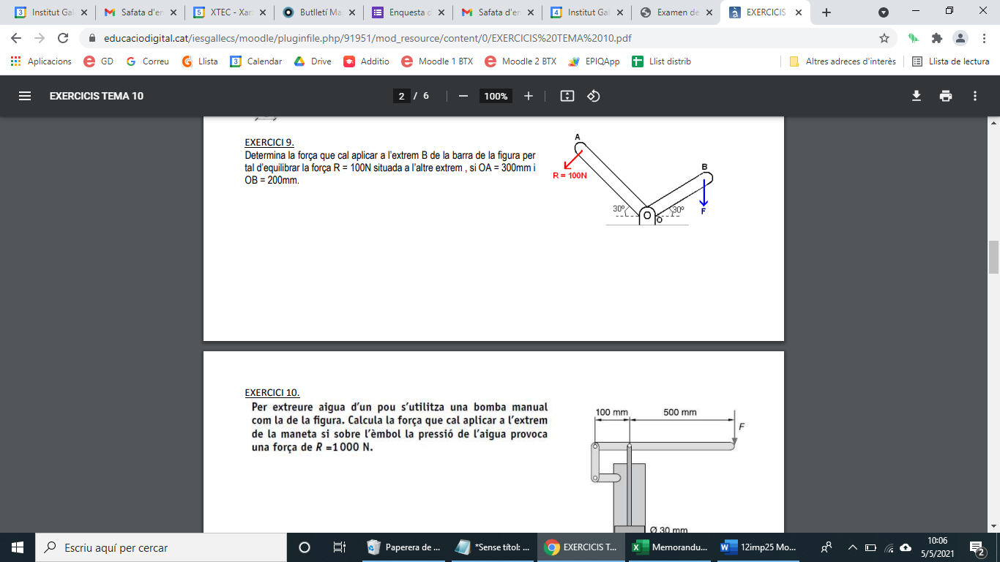 Institut Gal
Safata d'en
XTEC - Xar
Butlletí Ma
Enquesta d
Safata d'en
Institut Gal
Examen de
EXERCICIS
educaciodigital.cat/iesgallecs/moodle/pluginfile.php/91951/mod_resource/content/0/EXERCICIS%20TEMA%2010.pdf
Aplicacions GD Correu Llista Calendar Drive Additio Moodle 1 BTX Moodle 2 BTX EPIQApp Llist distrib Altres adreces d'interès Llista de lectura
EXERCICIS TEMA 10 2 / 6 100%
EXERCICI 9.
Determina la força que cal aplicar a l'extrem B de la barra de la figura per
tal d'equilibrar la força R = 100N situada a l'altre extrem , si OA = 300mm i
OB = 200mm.
A
R = 100N
B
30º
30º
F
O
EXERCICI 10.
Per extreure aigua d'un pou s'utilitza una bomba manual
com la de la figura. Calcula la força que cal aplicar a l'extrem
de la maneta si sobre l'èmbol la pressió de l'aigua provoca
una força de R =1 000 N.
100 mm
500 mm
F
Ø 30 mm
Escriu aquí per cercar
Paperera de ...
*Sense títol: ...
EXERCICIS T...
Memorandu...
12imp25 Mo...
10:06
5/5/2021
2